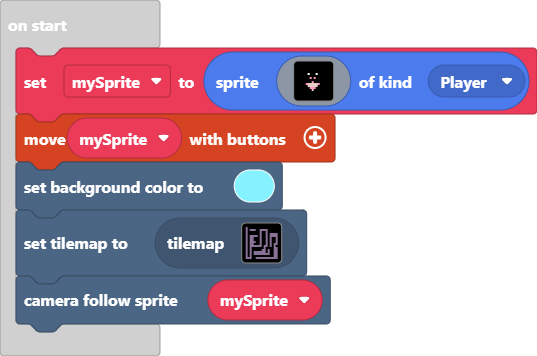 on start
set mySprite to sprite of kind Player
move mySprite with buttons
set background color to
set tilemap to tilemap
camera follow sprite mySprite